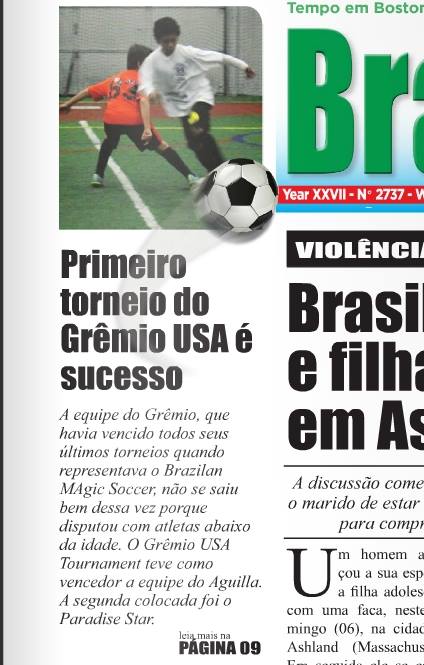 Tempo em Boston
Year XXVII - Nº 2737 - W
Primeiro
torneio do
Grêmio USA é
sucesso
A equipe do Grêmio, que
havia vencido todos seus
últimos torneios quando
representava o Brazilan
MAgic Soccer, não se saiu
bem dessa vez porque
disputou com atletas abaixo
da idade. O Grêmio USA
Tournament teve como
vencedor a equipe do Aguilla.
A segunda colocada foi o
Paradise Star.
leia mais na
PÁGINA 09
VIOLÊNCIA
Brasil
e filha
em As
A discussão come
o marido de estar
para compr
Um homem a
çou a sua esp
a filha adoles
com uma faca, neste
mingo (06), na cidad
Ashland (Massachus